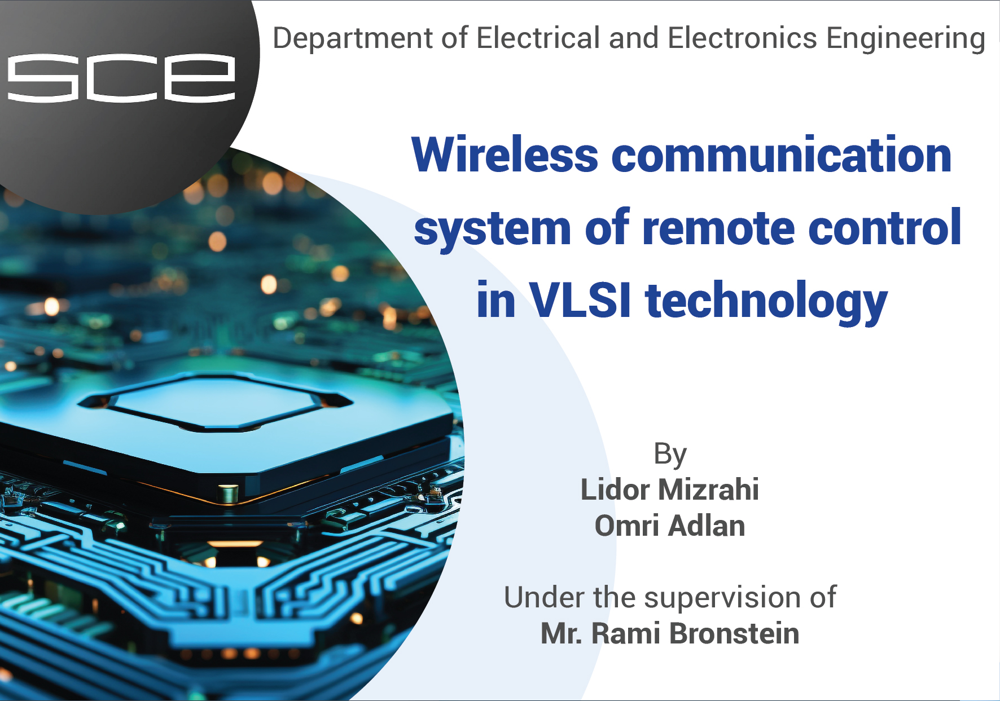 sce
Department of Electrical and Electronics Engineering
Wireless communication
system of remote control
in VLSI technology
By
Lidor Mizrahi
Omri Adlan
Under the supervision of
Mr. Rami Bronstein